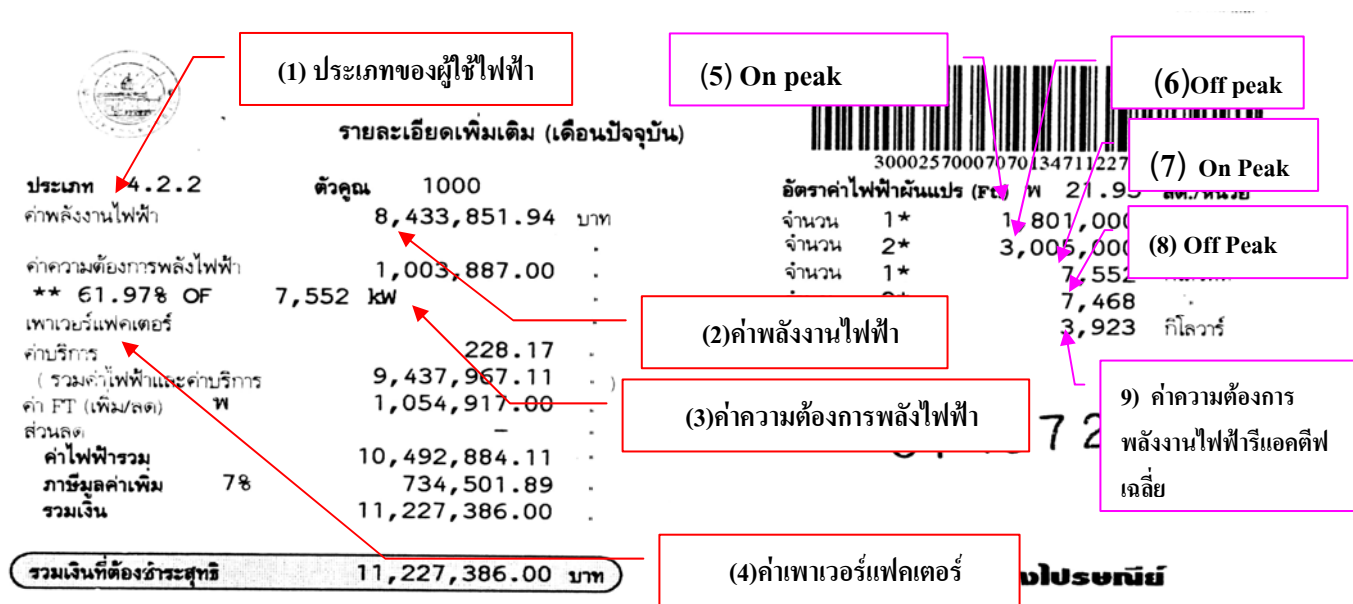 (1) ประเภทของผู้ใช้ไฟฟ้า
(5) On peak
(6)Off peak
รายละเอียดเพิ่มเติม (เดือนปัจจุบัน)
30002570007070134711227
(7) On Peak
ประเภท 4.2.2 ตัวคูณ 1000
อัตราค่าไฟฟ้าผันแปร (Ft) พ 21.95 สต./หน่วย
ค่าพลังงานไฟฟ้า 8,433,851.94 บาท
จำนวน 1* 1,801,000
จำนวน 2* 3,005,000
(8) Off Peak
ค่าความต้องการพลังไฟฟ้า 1,003,887.00
จำนวน 1* 7,552
** 61.97% OF 7,552 kW
7,468
เพาเวอร์แฟคเตอร์
3,923 กิโลวาร์
(2)ค่าพลังงานไฟฟ้า
ค่าบริการ 228.17
( รวมค่าไฟฟ้าและค่าบริการ 9,437,967.11 )
ค่า FT (เพิ่ม/ลด) พ 1,054,917.00
(3)ค่าความต้องการพลังไฟฟ้า
9) ค่าความต้องการ
พลังงานไฟฟ้ารีแอคตีฟ
เฉลี่ย
ส่วนลด –
ค่าไฟฟ้ารวม 10,492,884.11
ภาษีมูลค่าเพิ่ม 7% 734,501.89
รวมเงิน 11,227,386.00
รวมเงินที่ต้องชำระสุทธิ 11,227,386.00 บาท
(4)ค่าเพาเวอร์แฟคเตอร์